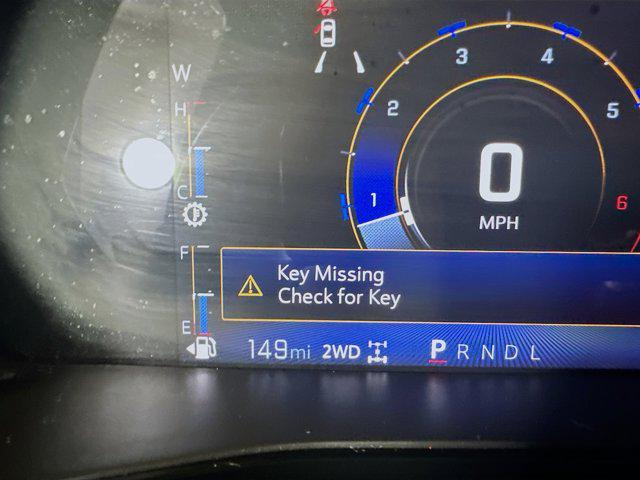 W
H
C
F
E
1
2
3
4
5
6
0
MPH
Key Missing
Check for Key
149mi 2WD
P R N D L